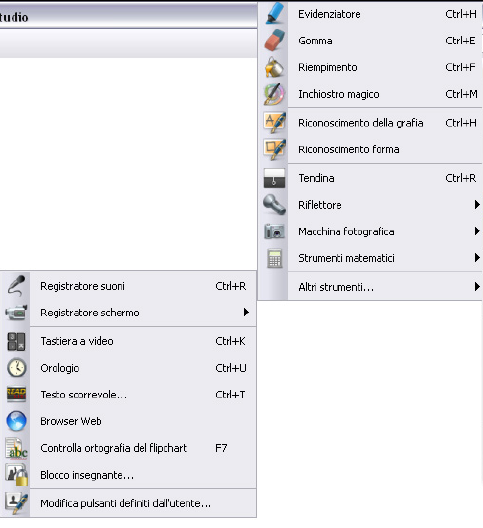 tudio
Evidenziatore Ctrl+H
Gomma Ctrl+E
Riempimento Ctrl+F
Inchiostro magico Ctrl+M
Riconoscimento della grafia Ctrl+H
Riconoscimento forma
Tendina Ctrl+R
Riflettore
Macchina fotografica
Strumenti matematici
Altri strumenti...
Registratore suoni Ctrl+R
Registratore schermo
Tastiera a video Ctrl+K
Orologio Ctrl+U
Testo scorrevole... Ctrl+T
Browser Web
Controlla ortografia del flipchart F7
abc
Blocco insegnante...
Modifica pulsanti definiti dall'utente...